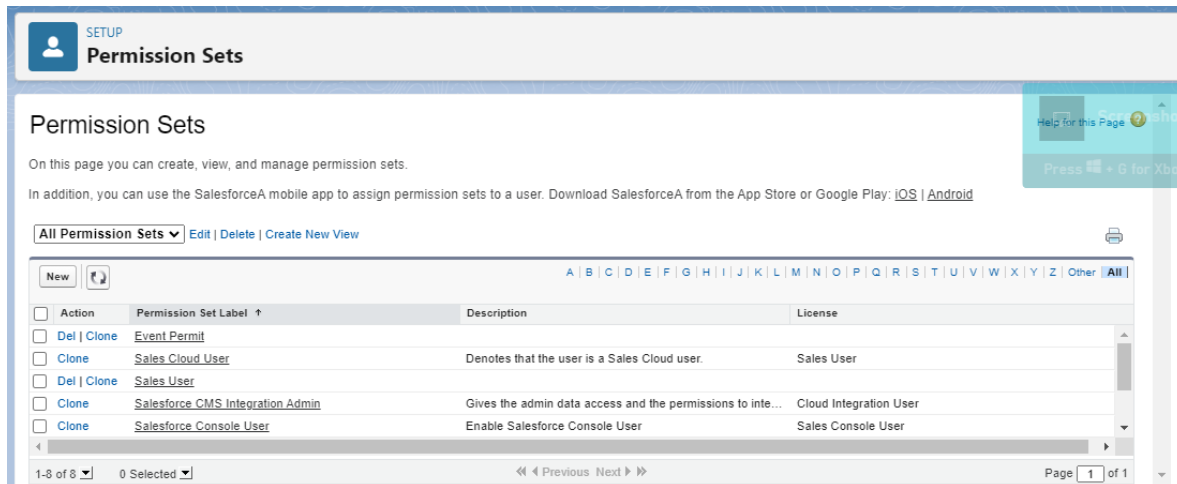 SETUP
Permission Sets
Permission Sets
Help for this Page
On this page you can create, view, and manage permission sets.
Press + G for Xbo
In addition, you can use the SalesforceA mobile app to assign permission sets to a user. Download SalesforceA from the App Store or Google Play: iOS | Android
All Permission Sets Edit | Delete | Create New View
New A | B | C | D | E | F | G | H | I | J | K | L | M | N | O | P | Q | R | S | T | U | V | W | X | Y | Z | Other | All
Action Permission Set Label ↑ Description License
Del | Clone Event Permit
Clone Sales Cloud User Denotes that the user is a Sales Cloud user. Sales User
Del | Clone Sales User
Clone Salesforce CMS Integration Admin Gives the admin data access and the permissions to inte... Cloud Integration User
Clone Salesforce Console User Enable Salesforce Console User Sales Console User
1-8 of 8 0 Selected Previous Next Page 1 of 1